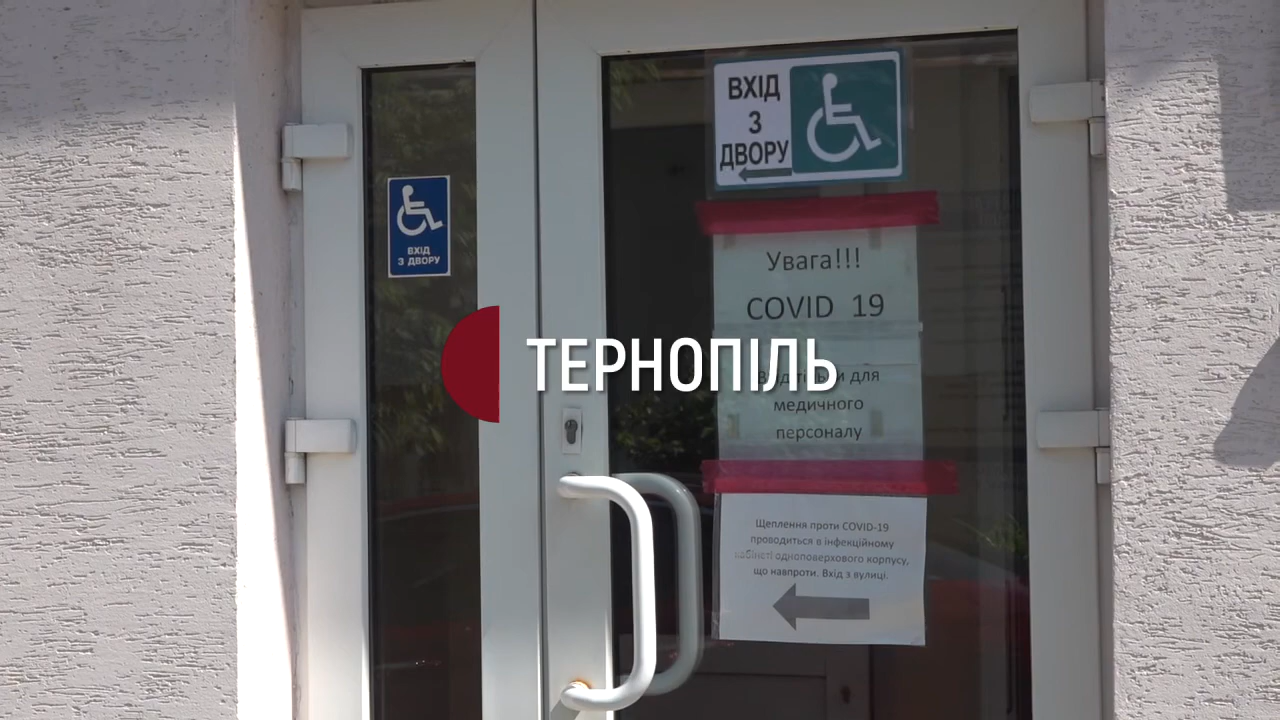 ВХІД
З
ДВОРУ
ВХІД
З ДВОРУ
Увага!!!
COVID 19
ТЕРНОПІЛЬ
для
медичного
персоналу
Щеплення проти COVID-19
проводиться в інфекційному
кабінеті одноповерхового корпусу,
що навпроти. Вхід з вулиці.